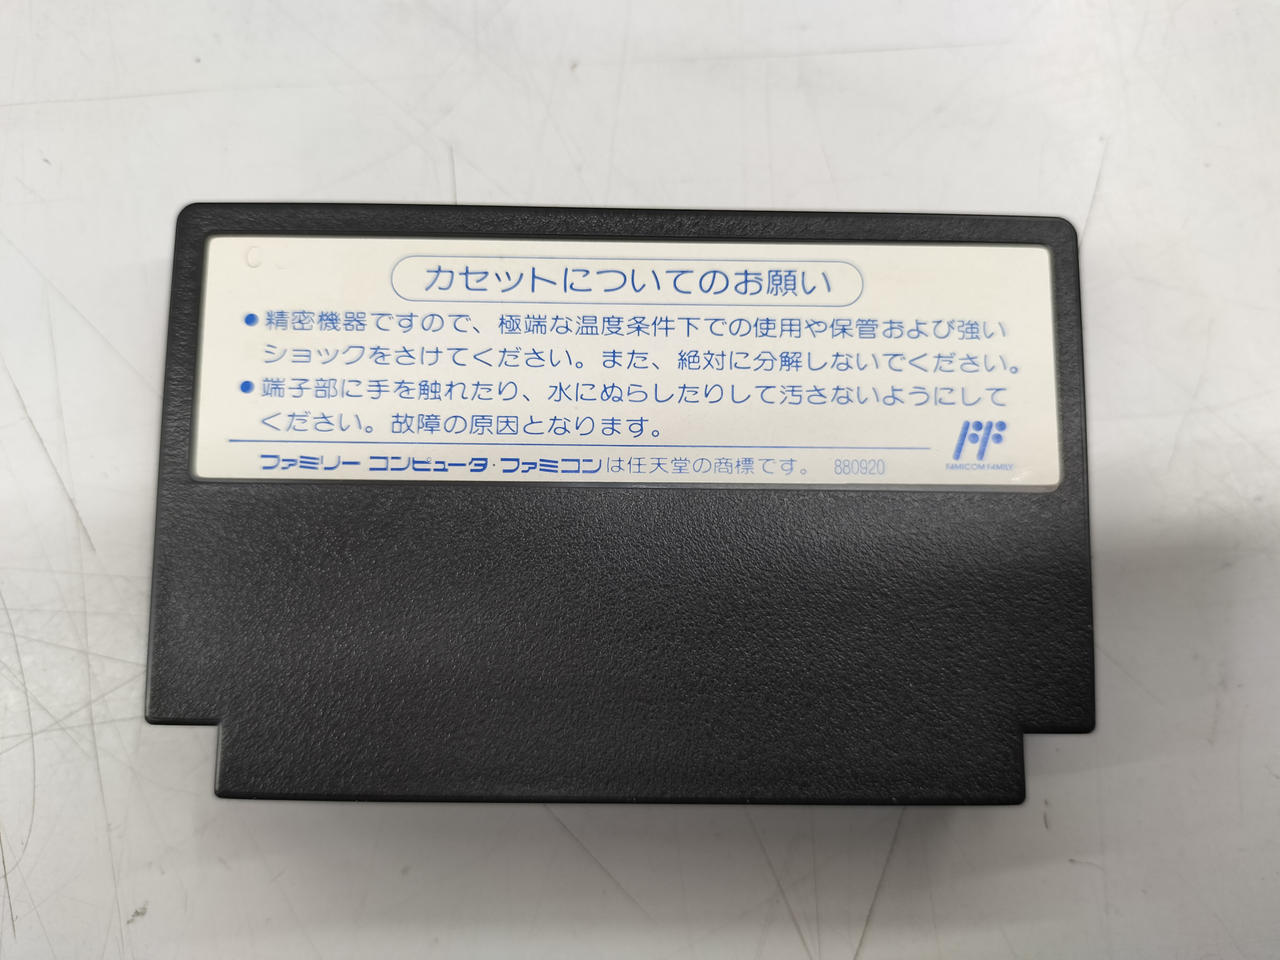 カセットについてのお願い
●精密機器ですので、極端な温度条件下での使用や保管および強い
ショックをさけてください。また、絶対に分解しないでください。
●端子部に手を触れたり、水にぬらしたりして汚さないようにして
ください。故障の原因となります。
ファミリー コンピュータ・ファミコンは任天堂の商標です。 880920
FF
FAMICOM FAMILY